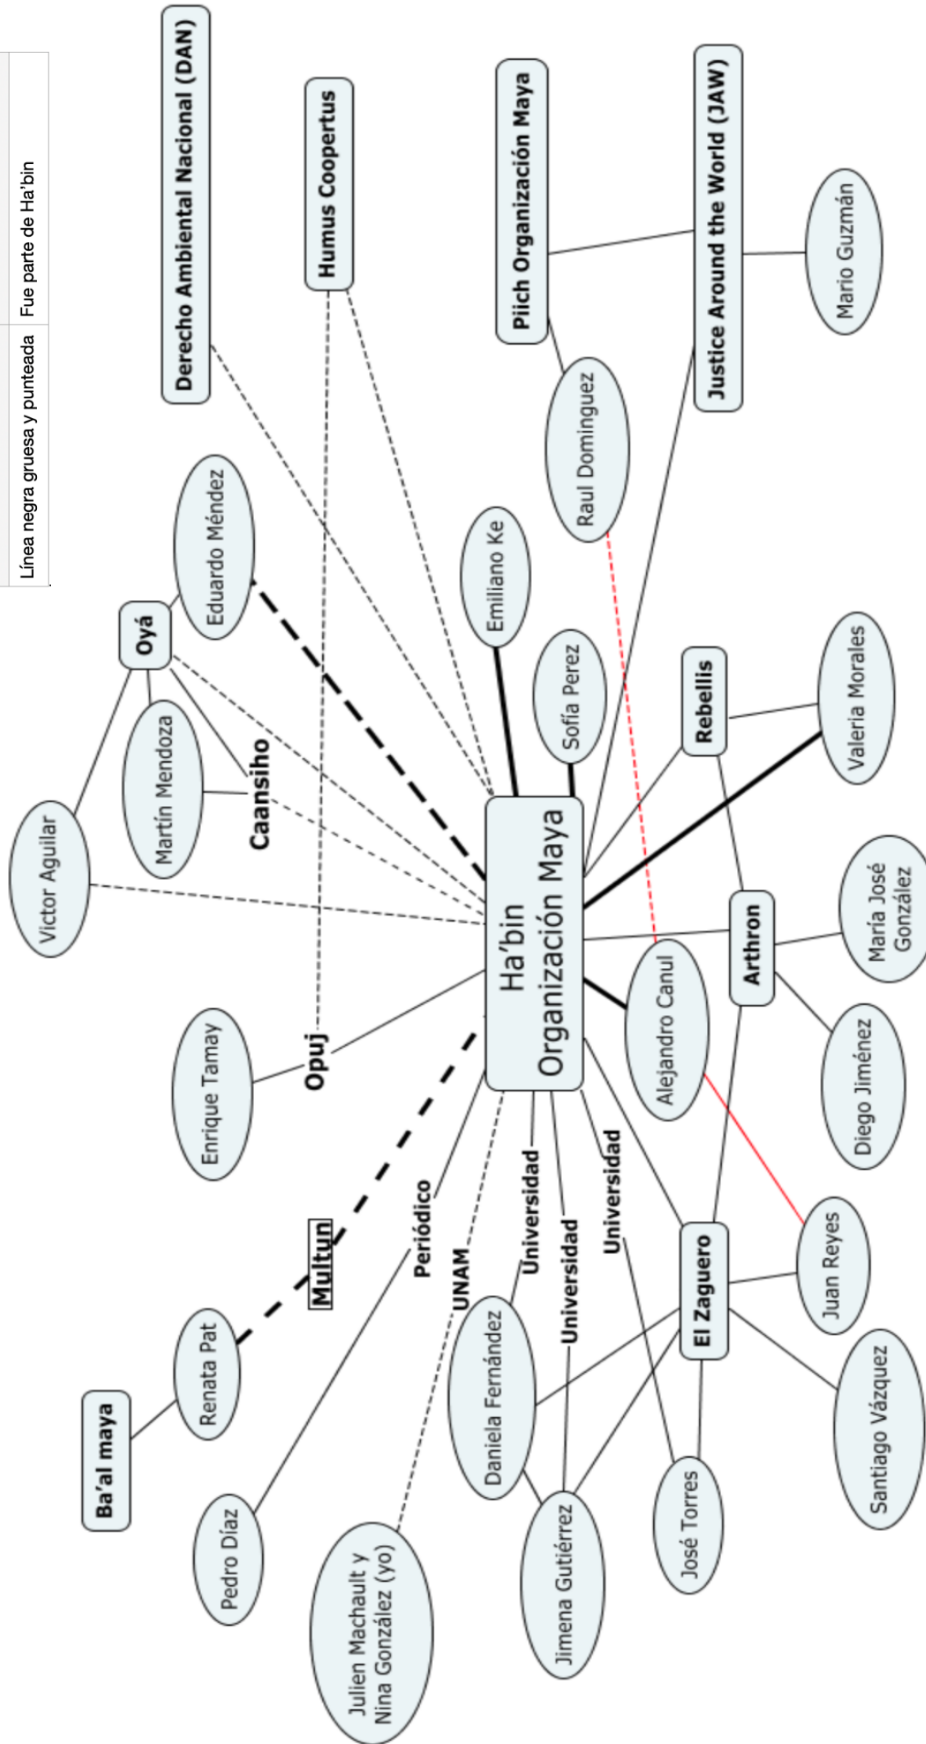 Línea negra gruesa y punteada
Fue parte de Ha'bin
Ba'al maya
Renata Pat
Multun
Pedro Díaz
Periódico
Julien Machault y
Nina González (yo)
UNAM
Daniela Fernández
Universidad
Jimena Gutiérrez
Universidad
José Torres
Universidad
El Zaguero
Santiago Vázquez
Juan Reyes
Victor Aguilar
Enrique Tamay
Opuj
Martín Mendoza
Caansiho
Oyá
Eduardo Méndez
Derecho Ambiental Nacional (DAN)
Humus Coopertus
Ha'bin
Organización Maya
Emiliano Ke
Sofía Perez
Alejandro Canul
Raul Dominguez
Piich Organización Maya
Justice Around the World (JAW)
Mario Guzmán
Rebellis
Valeria Morales
Arthron
Diego Jiménez
María José
González